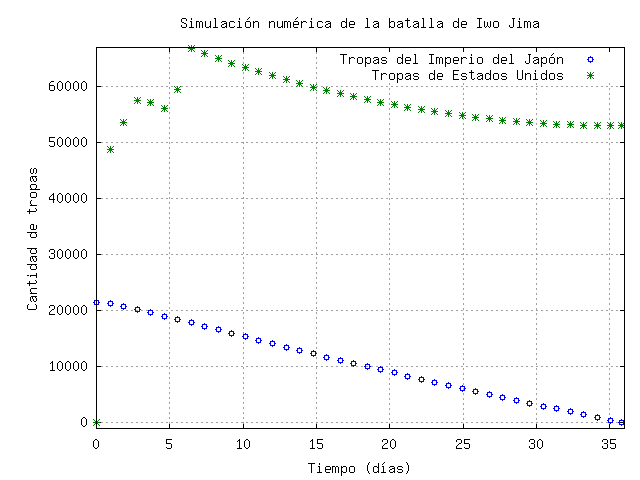 Simulación numérica de la batalla de Iwo Jima
Tropas del Imperio del Japón
Tropas de Estados Unidos
60000
50000
40000
30000
20000
10000
0
Cantidad de tropas
0 5 10 15 20 25 30 35
Tiempo (días)